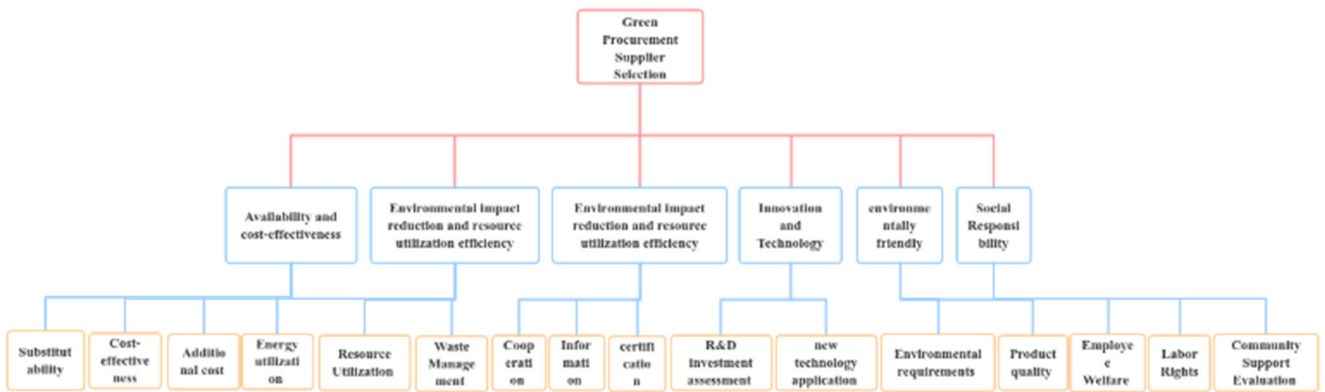 Green
Procurement
Supplier
Selection
Availability and
cost-effectiveness
Environmental impact
reduction and resource
utilization efficiency
Environmental impact
reduction and resource
utilization efficiency
Innovation
and
Technology
environme
ntally
friendly
Social
Responsi
bility
Substitut
ability
Cost-
effective
ness
Additio
nal cost
Energy
utilizati
on
Resource
Utilization
Waste
Manage
ment
Coop
erati
on
Infor
mati
on
certifi
catio
n
R&D
investment
assessment
new
technology
application
Environmental
requirements
Product
quality
Employe
e
Welfare
Labor
Rights
Community
Support
Evaluation